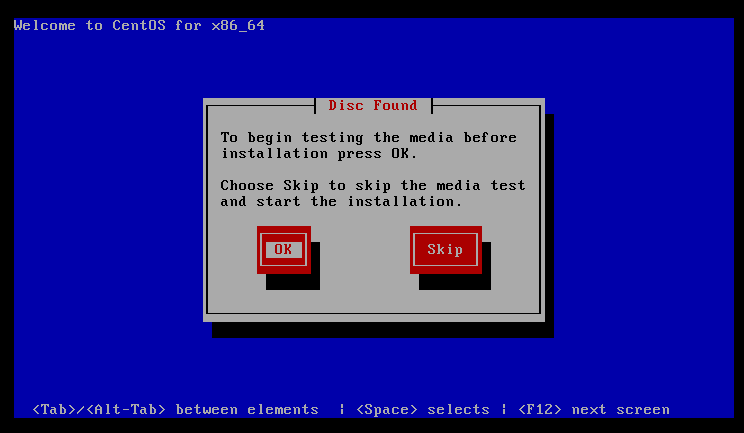 Welcome to CentOS for x86_64
Disc Found
To begin testing the media before
installation press OK.
Choose Skip to skip the media test
and start the installation.
OK Skip
<Tab>/<Alt-Tab> between elements | <Space> selects | <F12> next screen